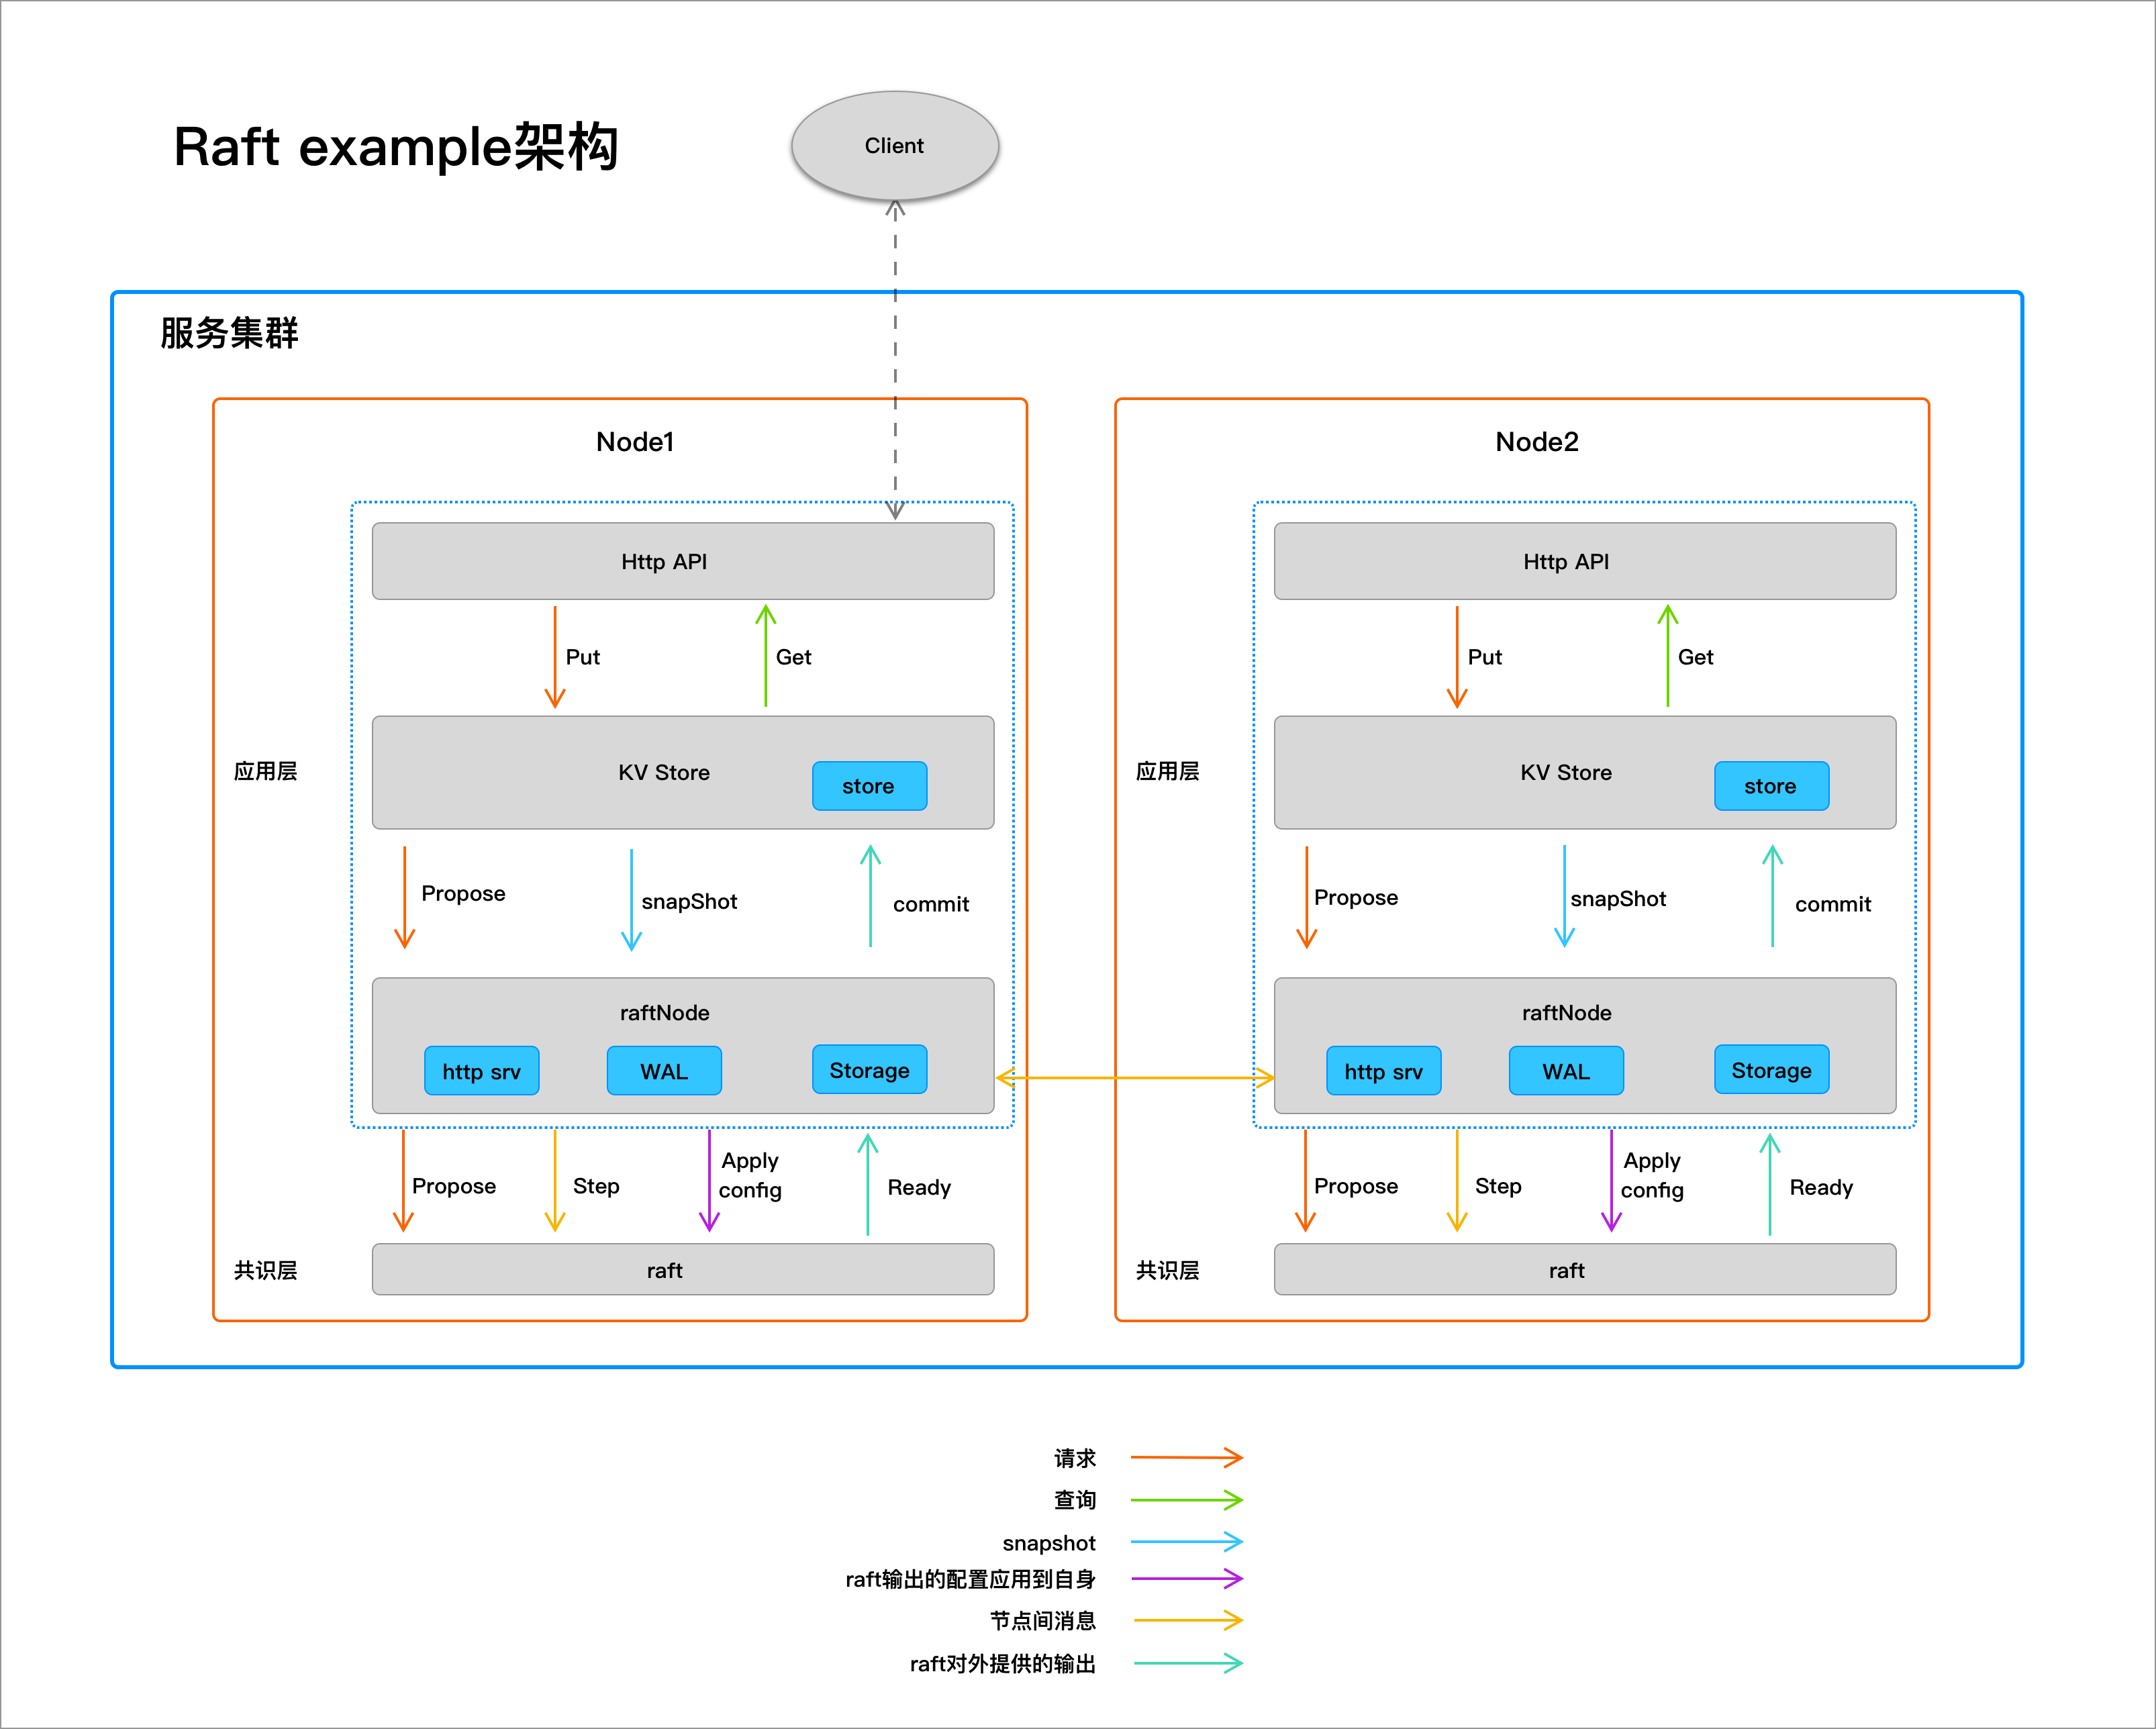 Raft example架构
Client
服务集群
Node1
Http API
Put
Get
应用层
KV Store
store
Propose
snapShot
commit
raftNode
http srv
WAL
Storage
Propose
Step
Apply
config
Ready
共识层
raft
Node2
Http API
Put
Get
应用层
KV Store
store
Propose
snapShot
commit
raftNode
http srv
WAL
Storage
Propose
Step
Apply
config
Ready
共识层
raft
请求
查询
snapshot
raft输出的配置应用到自身
节点间消息
raft对外提供的输出